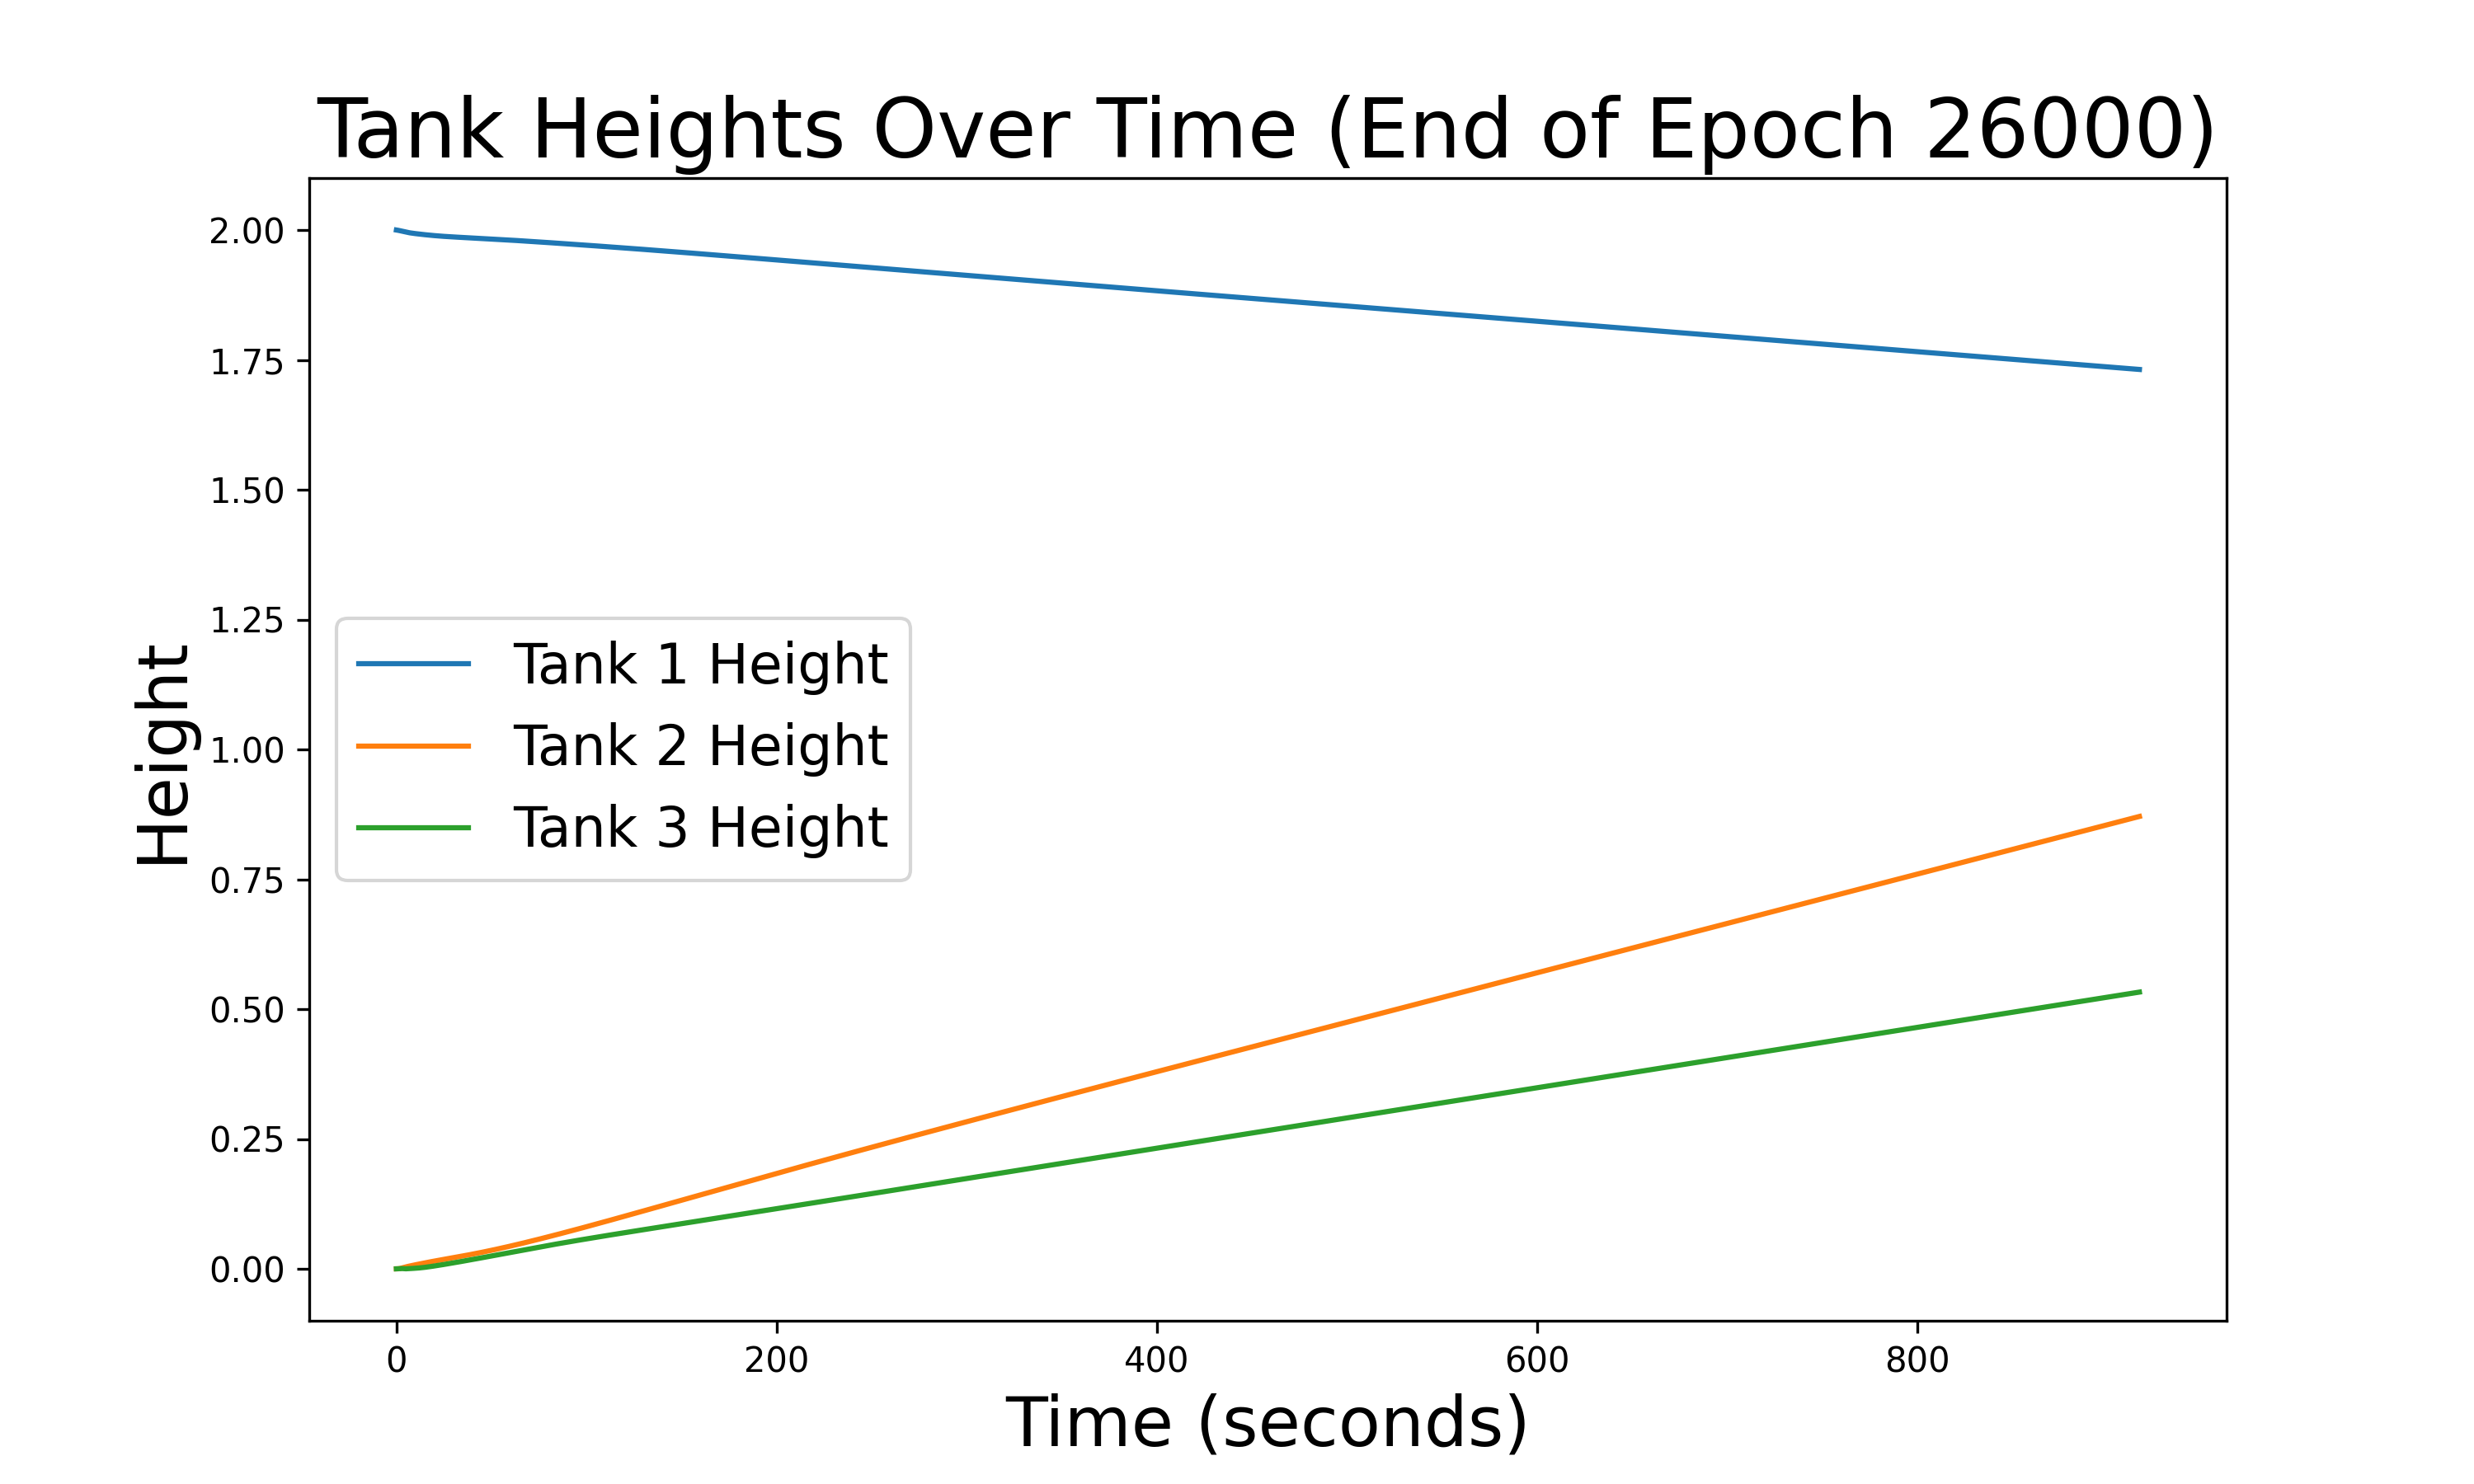 Tank Heights Over Time (End of Epoch 26000)
2.00
1.75
1.50
1.25
1.00
0.75
0.50
0.25
0.00
Height
Tank 1 Height
Tank 2 Height
Tank 3 Height
0 200 400 600 800
Time (seconds)